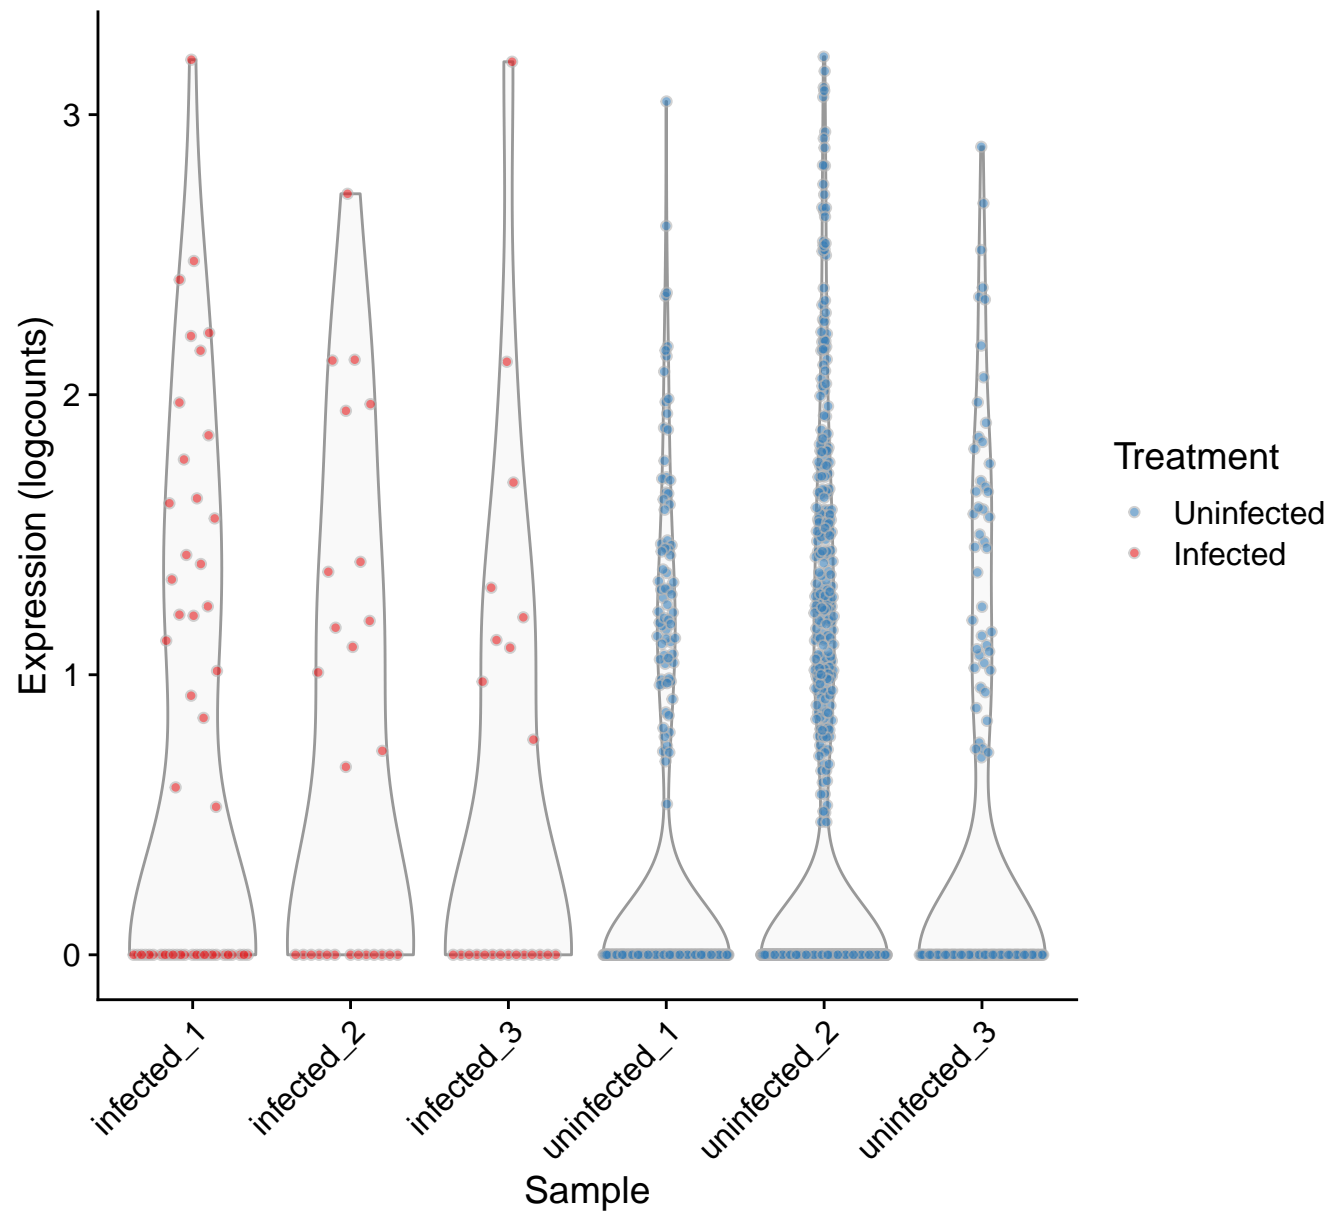 Expression (logcounts)
3
2
1
0
infected_1
infected_2
infected_3
uninfected_1
uninfected_2
uninfected_3
Sample
Treatment
Uninfected
Infected